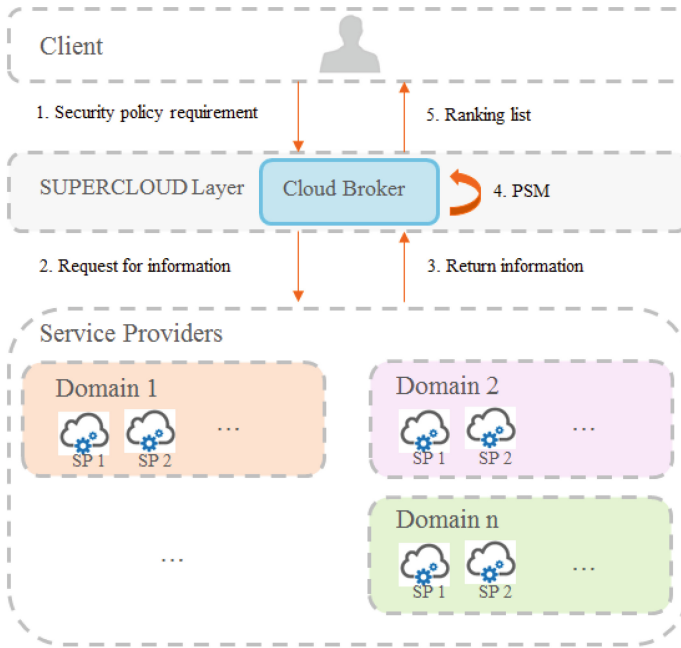 Client
1. Security policy requirement
5. Ranking list
SUPERCLOUD Layer
Cloud Broker
4. PSM
2. Request for information
3. Return information
Service Providers
Domain 1
SP 1
SP 2
...
Domain 2
SP 1
SP 2
...
...
Domain n
SP 1
SP 2
...